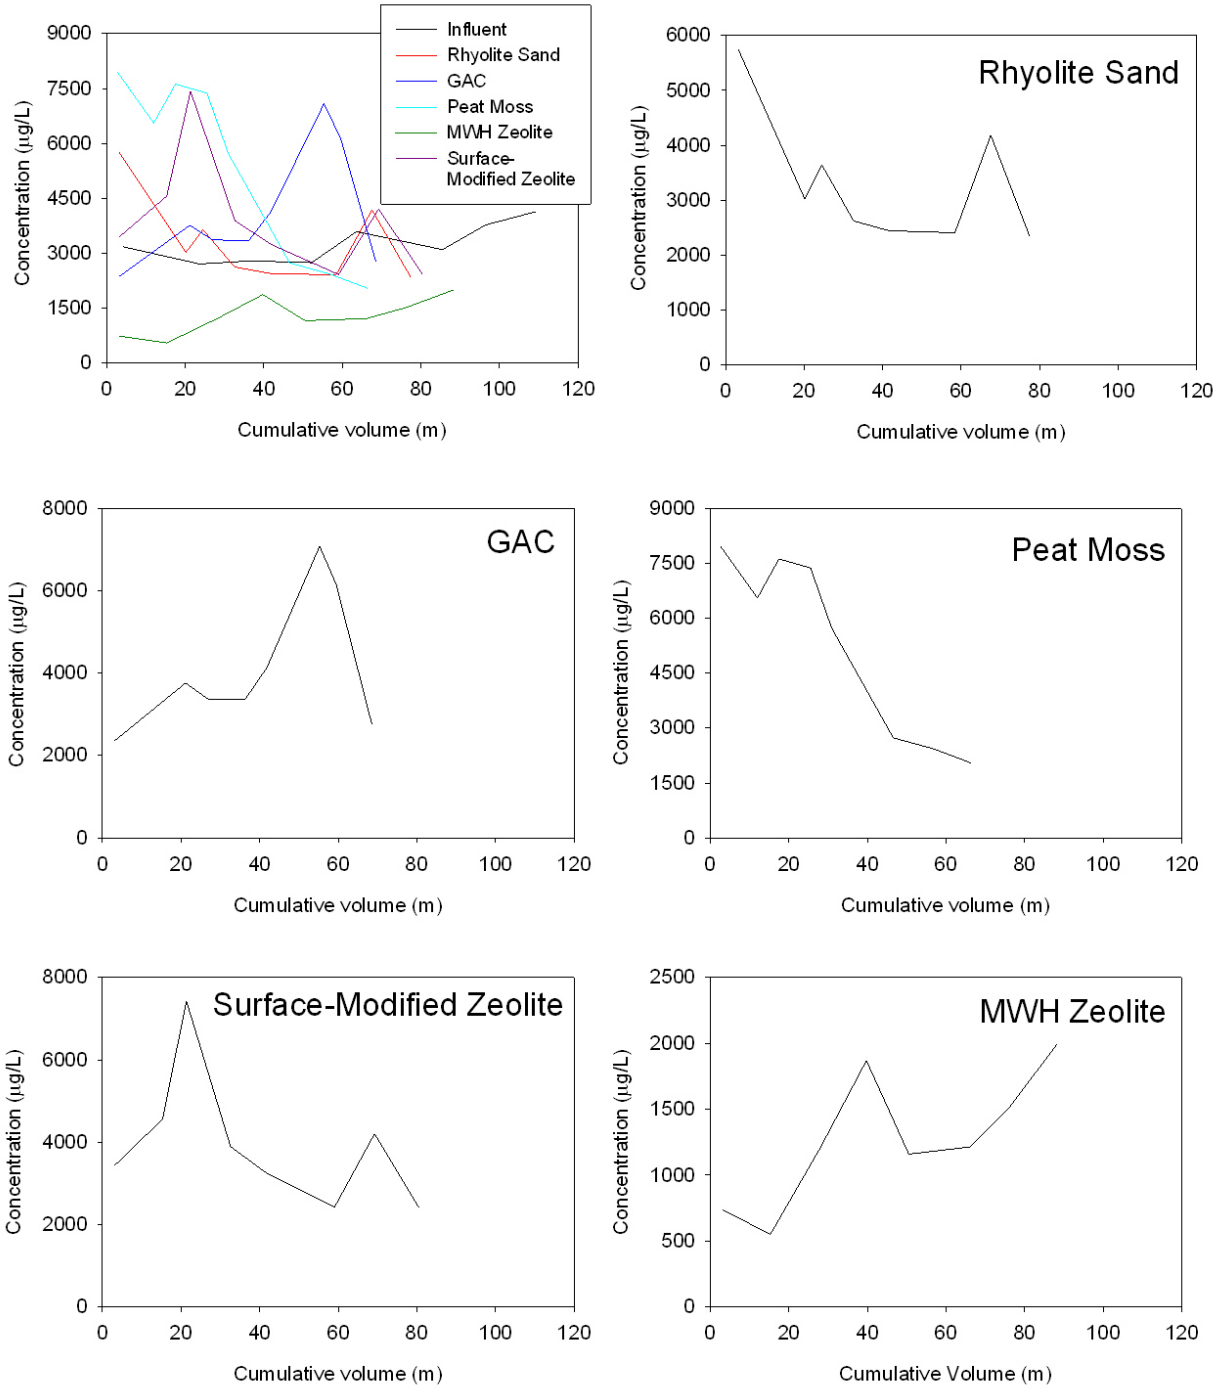 9000
7500
6000
4500
3000
1500
0
Concentration (µg/L)
0 20 40 60 80 100 120
Cumulative volume (m)
Influent
Rhyolite Sand
GAC
Peat Moss
MWH Zeolite
Surface-
Modified Zeolite
Rhyolite Sand
6000
5000
4000
3000
2000
1000
0
Concentration (µg/L)
0 20 40 60 80 100 120
Cumulative volume (m)
GAC
8000
6000
4000
2000
0
Concentration (µg/L)
0 20 40 60 80 100 120
Cumulative volume (m)
Peat Moss
9000
7500
6000
4500
3000
1500
0
Concentration (µg/L)
0 20 40 60 80 100 120
Cumulative volume (m)
Surface-Modified Zeolite
8000
6000
4000
2000
0
Concentration (µg/L)
0 20 40 60 80 100 120
Cumulative volume (m)
MWH Zeolite
2500
2000
1500
1000
500
0
Concentration (µg/L)
0 20 40 60 80 100 120
Cumulative Volume (m)